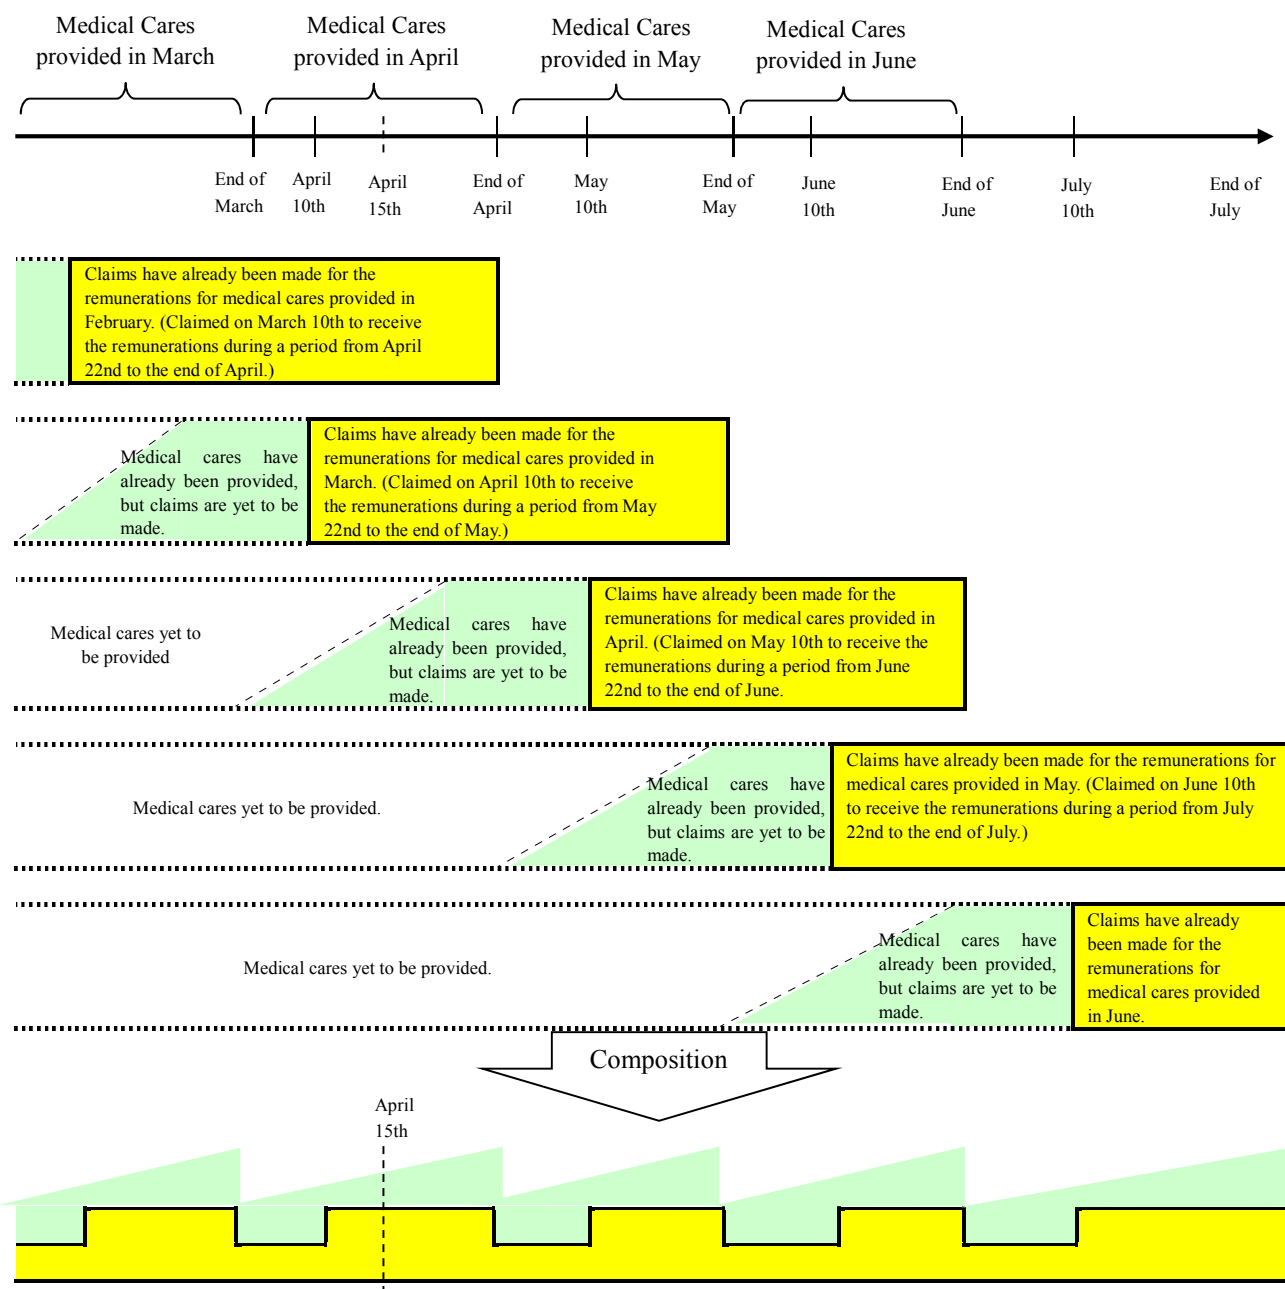 Medical Cares
provided in March
Medical Cares
provided in April
Medical Cares
provided in May
Medical Cares
provided in June
End of
March
April
10th
April
15th
End of
April
May
10th
End of
May
June
10th
End of
June
July
10th
End of
July
Claims have already been made for the
remunerations for medical cares provided in
February. (Claimed on March 10th to receive
the remunerations during a period from April
22nd to the end of April.)
Medical cares have
already been provided,
but claims are yet to be
made.
Claims have already been made for the
remunerations for medical cares provided in
March. (Claimed on April 10th to receive
the remunerations during a period from May
22nd to the end of May.)
Medical cares yet to
be provided
Medical cares have
already been provided,
but claims are yet to be
made.
Claims have already been made for the
remunerations for medical cares provided in
April. (Claimed on May 10th to receive the
remunerations during a period from June
22nd to the end of June.
Medical cares yet to be provided.
Medical cares have
already been provided,
but claims are yet to be
made.
Claims have already been made for the remunerations for
medical cares provided in May. (Claimed on June 10th
to receive the remunerations during a period from July
22nd to the end of July.)
Medical cares yet to be provided.
Medical cares have
already been provided,
but claims are yet to be
made.
Claims have already
been made for the
remunerations for
medical cares provided
in June.
Composition
April
15th